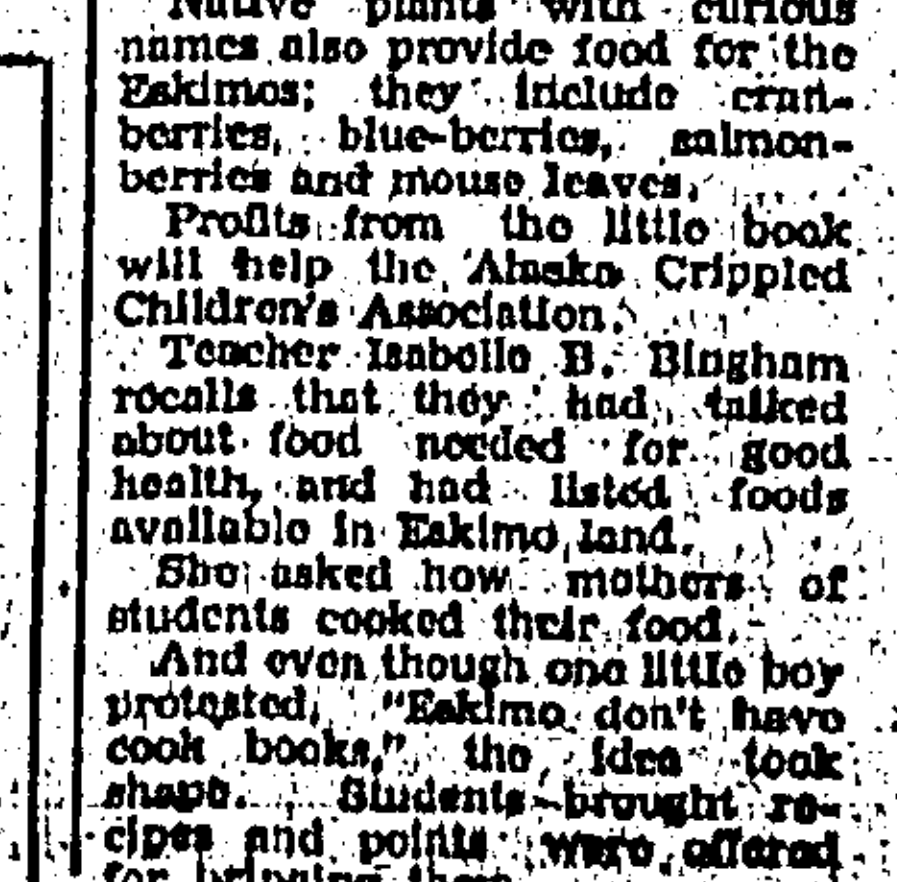 Native plants with curious
names also provide food for the
Eskimos; they include cran-
berries, blue-berries, salmon-
berries and mouse leaves.
Profits from the little book
will help the Alaska Crippled
Children's Association.
Teacher Isabelle B. Bingham
recalls that they had talked
about food needed for good
health, and had listed foods
available in Eskimo land.
She asked how mothers of
students cooked their food.
And even though one little boy
protested, "Eskimo don't have
cook books," the idea took
shape. Students brought re-
cipes and points were offered
for bringing them